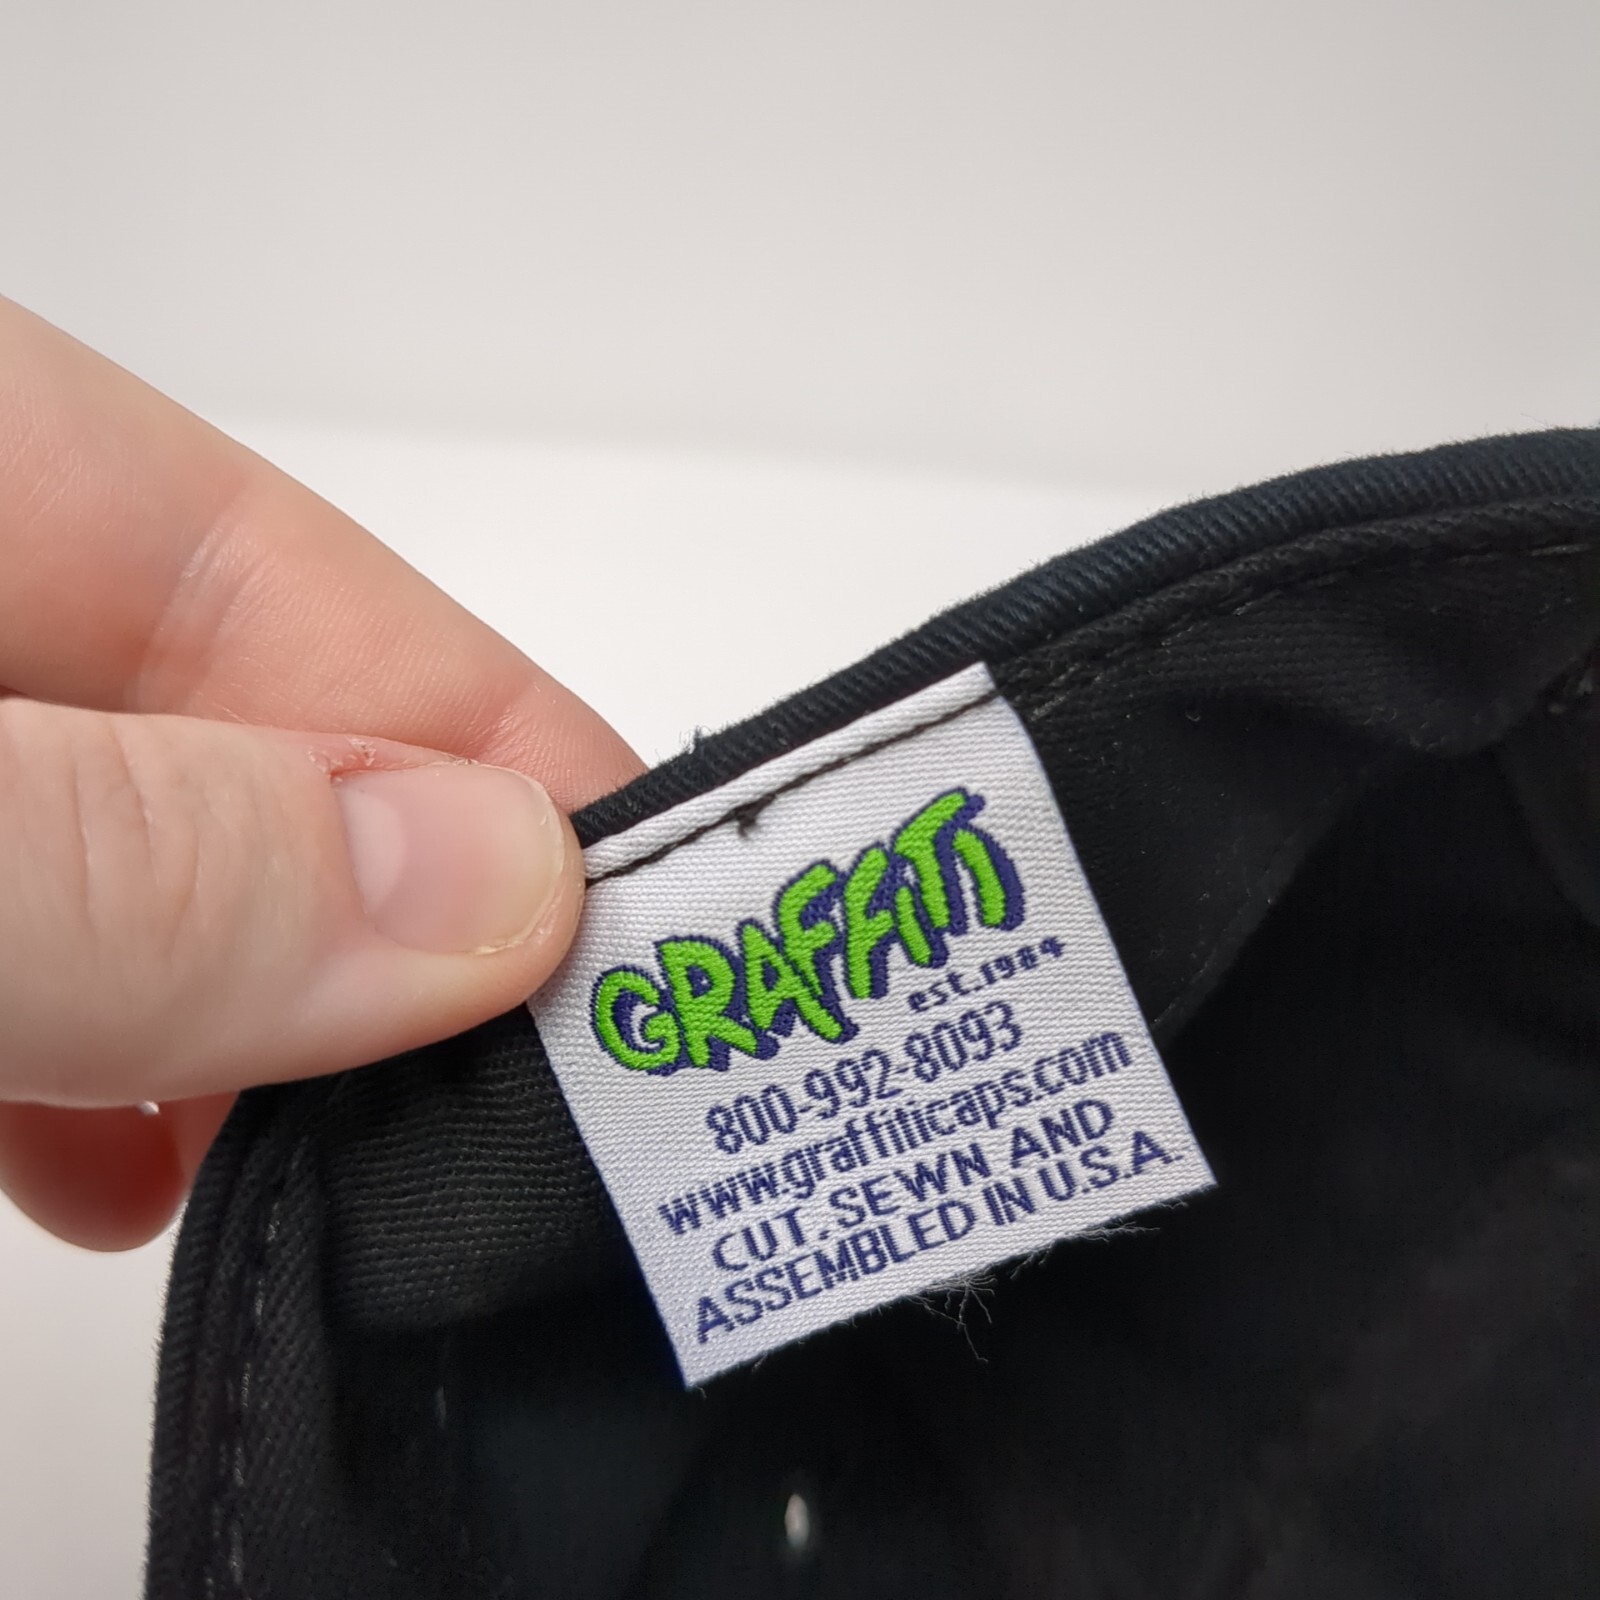 GRAFFITI
est.1984
800-992-8093
www.graffiticaps.com
CUT, SEWN AND
ASSEMBLED IN U.S.A.